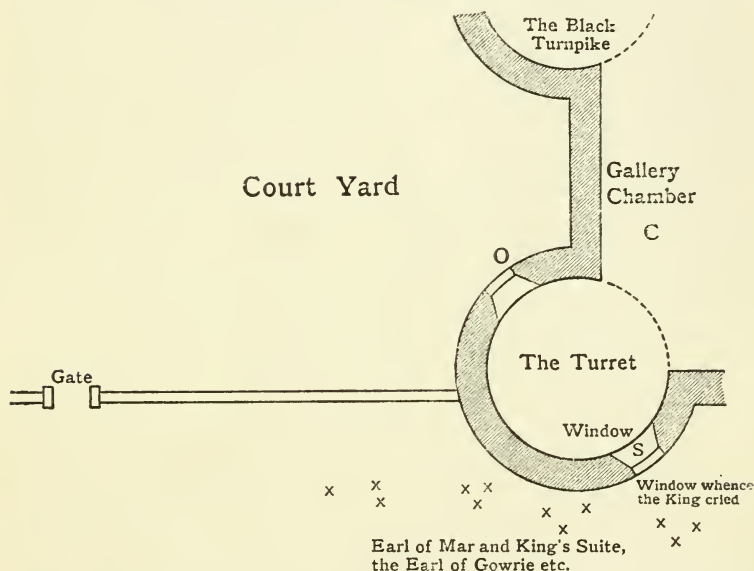 The Black
Turnpike
Court Yard
Gallery
Chamber
C
O
Gate
The Turret
Window
S
Window whence
the King cried
x x x x x x x x x x x x x
Earl of Mar and King's Suite,
the Earl of Gowrie etc.